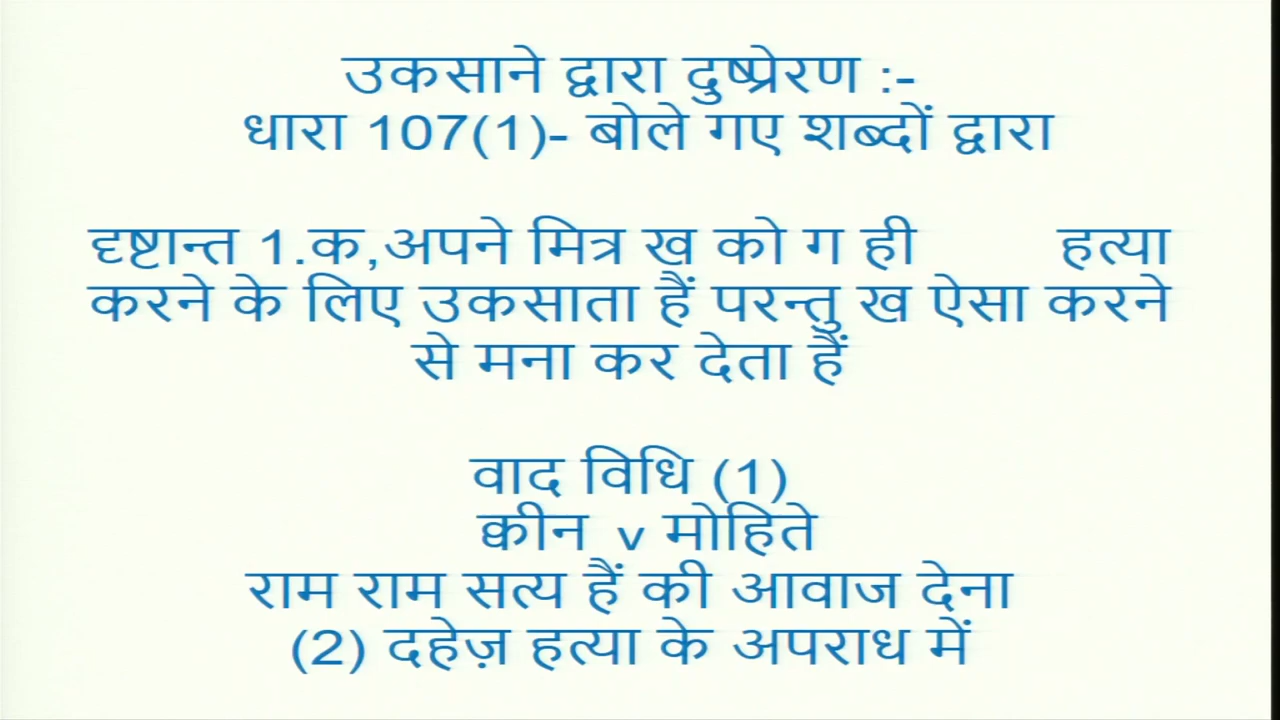 उकसाने द्वारा दुष्प्रेरण :-
धारा 107(1)- बोले गए शब्दों द्वारा
दृष्टान्त 1.क,अपने मित्र ख को ग ही हत्या
करने के लिए उकसाता हैं परन्तु ख ऐसा करने
से मना कर देता हैं
वाद विधि (1)
क्वीन v मोहिते
राम राम सत्य हैं की आवाज देना
(2) दहेज़ हत्या के अपराध में